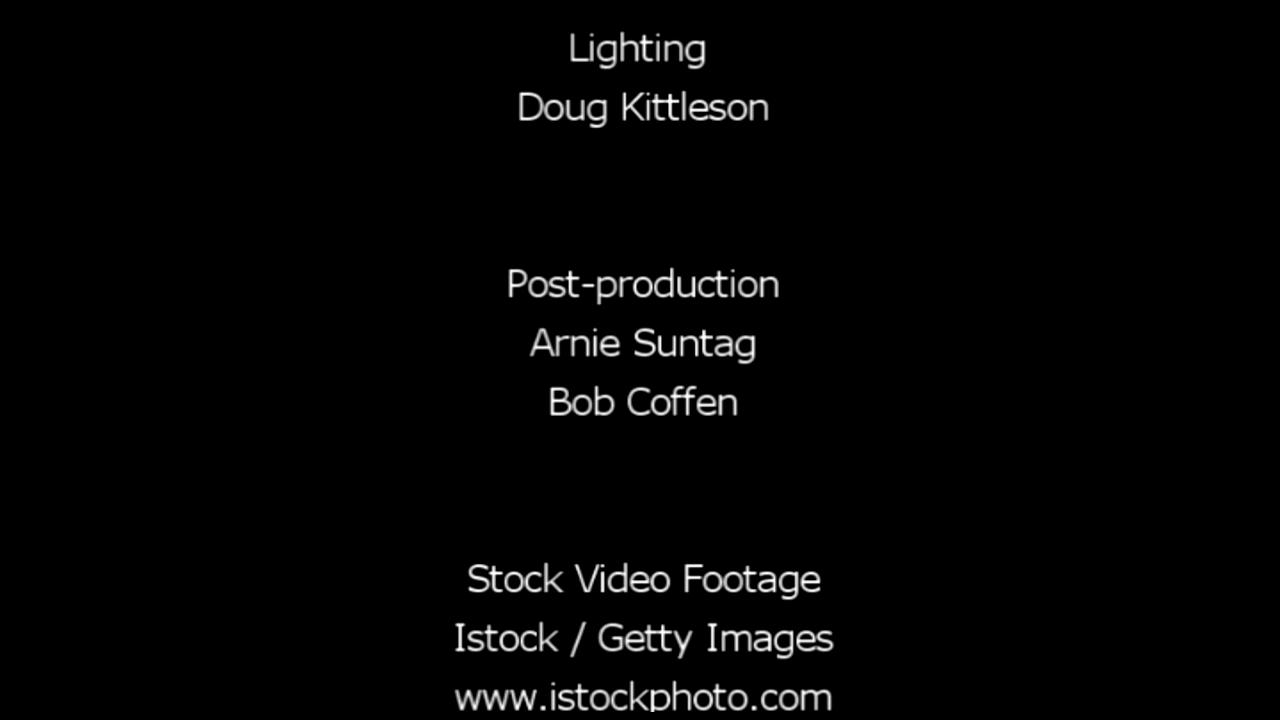 Lighting
Doug Kittleson
Post-production
Arnie Suntag
Bob Coffen
Stock Video Footage
Istock / Getty Images
www.istockphoto.com